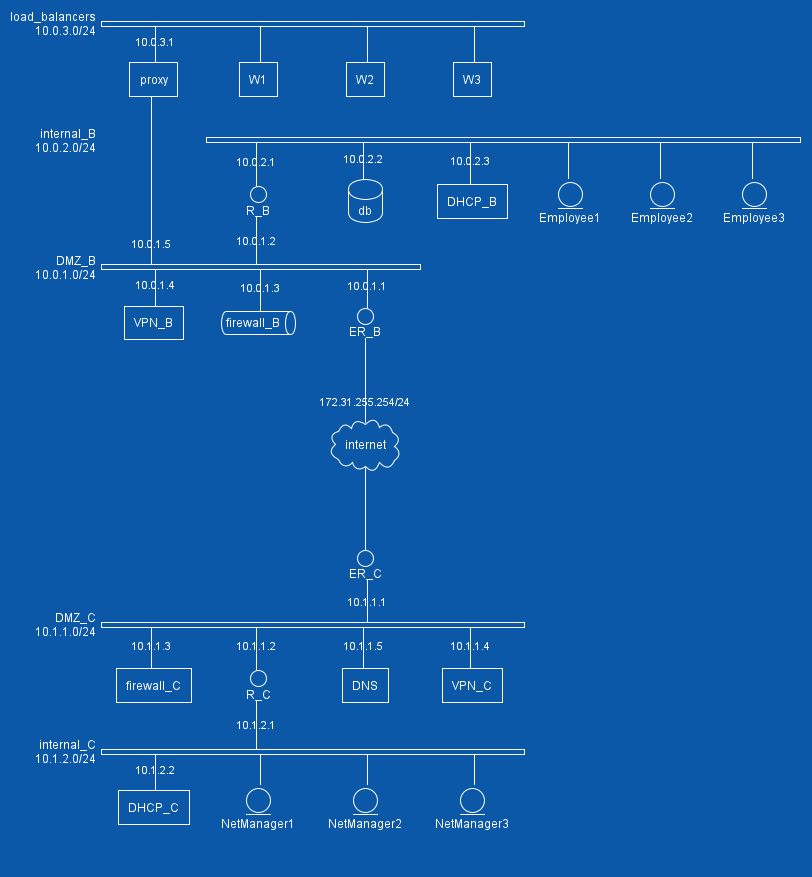 load_balancers
10.0.3.0/24
10.0.3.1
proxy
W1
W2
W3
internal_B
10.0.2.0/24
10.0.2.1
10.0.2.2
10.0.2.3
R_B
db
DHCP_B
Employee1
Employee2
Employee3
10.0.1.5
10.0.1.2
DMZ_B
10.0.1.0/24
10.0.1.4
10.0.1.3
10.0.1.1
VPN_B
firewall_B
ER_B
172.31.255.254/24
internet
ER_C
10.1.1.1
DMZ_C
10.1.1.0/24
10.1.1.3
10.1.1.2
10.1.1.5
10.1.1.4
firewall_C
R_C
DNS
VPN_C
10.1.2.1
internal_C
10.1.2.0/24
10.1.2.2
DHCP_C
NetManager1
NetManager2
NetManager3